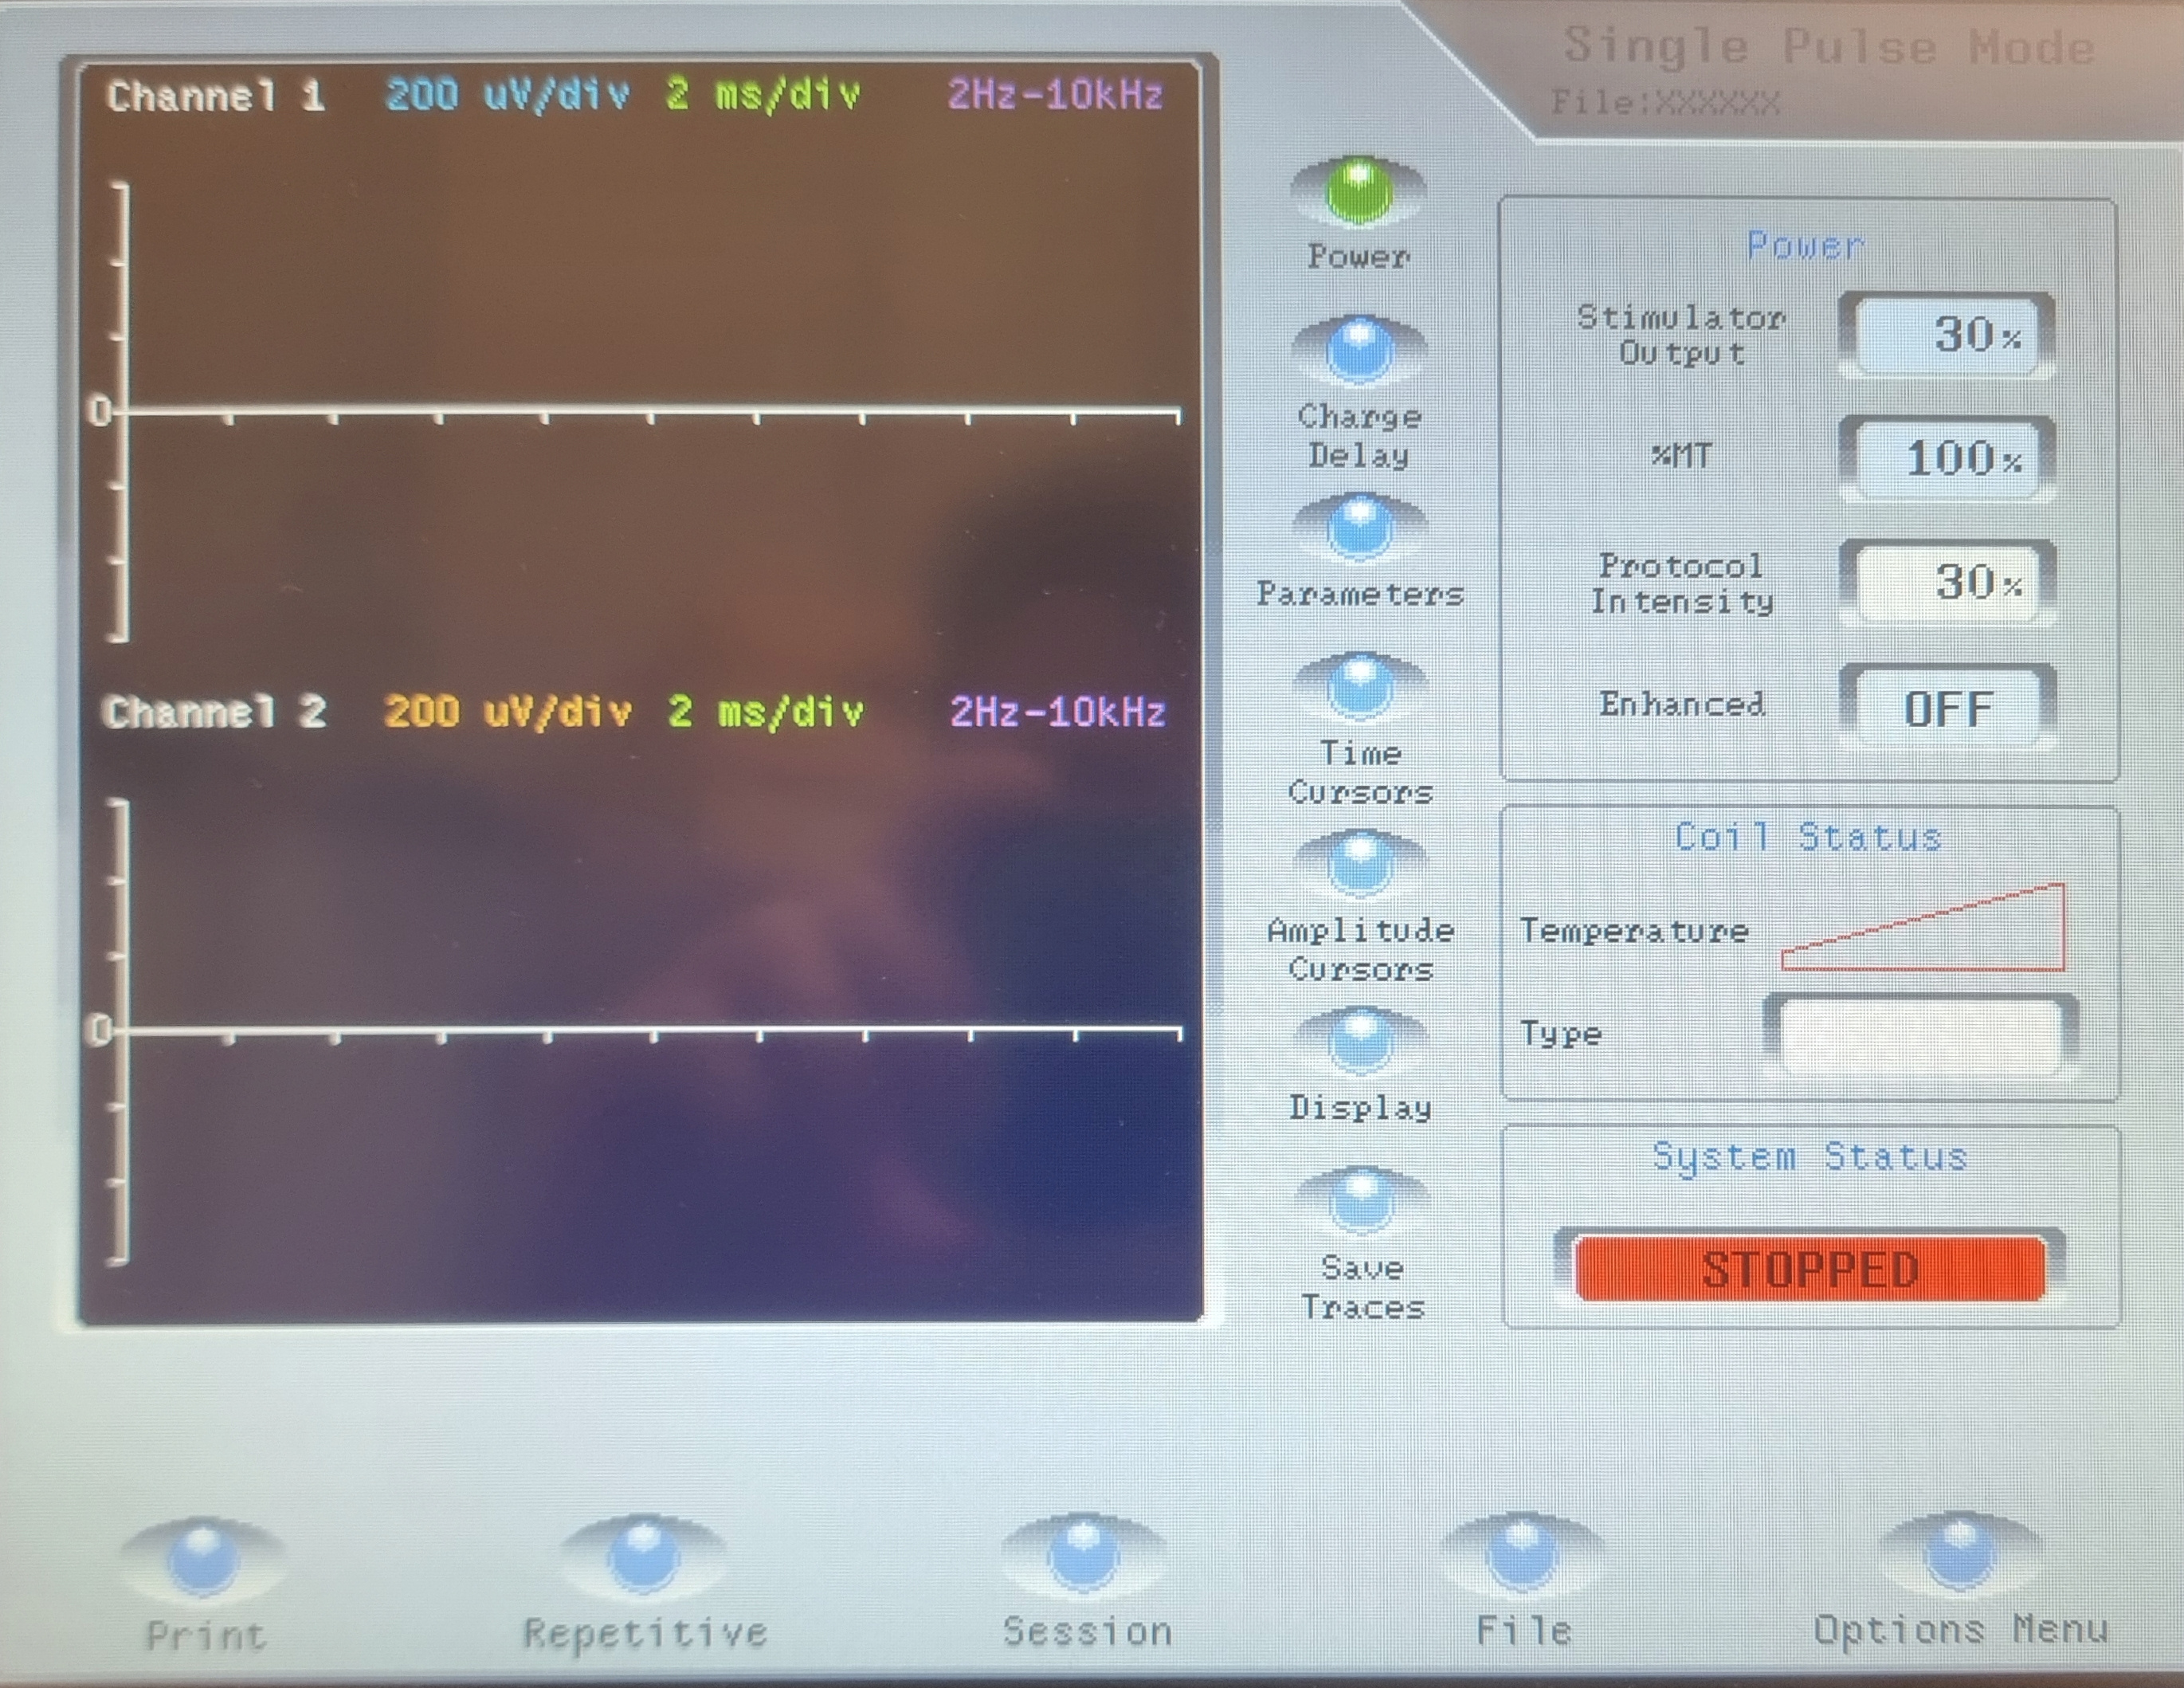 Single Pulse Mode
File:XXXXXX
Channel 1 200 uV/div 2 ms/div 2Hz-10kHz
0
Channel 2 200 uV/div 2 ms/div 2Hz-10kHz
0
Power
Charge
Delay
Parameters
Time
Cursors
Amplitude
Cursors
Display
Save
Traces
Power
Stimulator
Output
30%
%MT
100%
Protocol
Intensity
30%
Enhanced
OFF
Coil Status
Temperature
Type
System Status
STOPPED
Print
Repetitive
Session
File
Options Menu